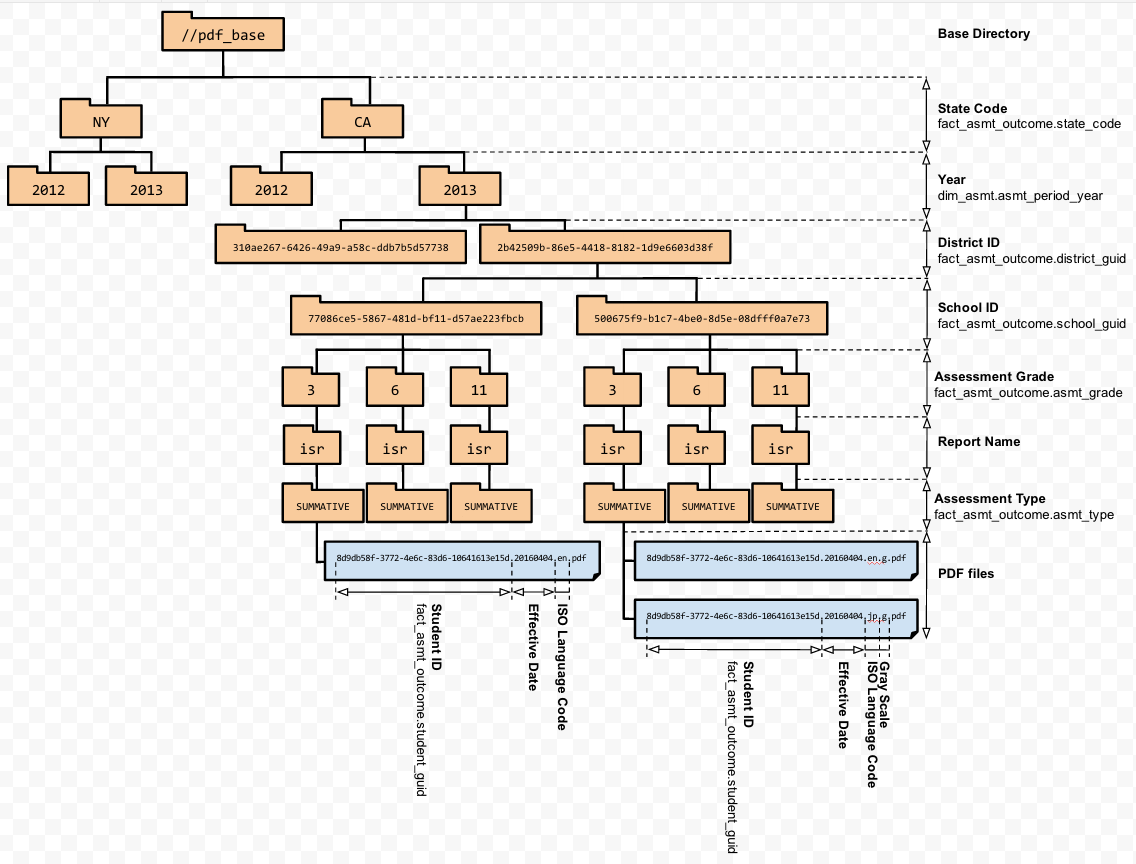 //pdf_base
Base Directory
NY
CA
State Code
fact_asmt_outcome.state_code
2012
2013
2012
2013
Year
dim_asmt.asmt_period_year
310ae267-6426-49a9-a58c-ddb7b5d57738
2b42509b-86e5-4418-8182-1d9e6603d38f
District ID
fact_asmt_outcome.district_guid
77086ce5-5867-481d-bf11-d57ae223fbcb
500675f9-b1c7-4be0-8d5e-08dfff0a7e73
School ID
fact_asmt_outcome.school_guid
3
6
11
3
6
11
Assessment Grade
fact_asmt_outcome.asmt_grade
isr
isr
isr
isr
isr
isr
Report Name
SUMMATIVE
SUMMATIVE
SUMMATIVE
SUMMATIVE
SUMMATIVE
SUMMATIVE
Assessment Type
fact_asmt_outcome.asmt_type
8d9db58f-3772-4e6c-83d6-10641613e15d.20160404.en.pdf
8d9db58f-3772-4e6c-83d6-10641613e15d.20160404.en.g.pdf
PDF files
8d9db58f-3772-4e6c-83d6-10641613e15d.20160404.jp.g.pdf
Student ID
fact_asmt_outcome.student_guid
Effective Date
ISO Language Code
Student ID
fact_asmt_outcome.student_guid
Effective Date
Gray Scale
ISO Language Code